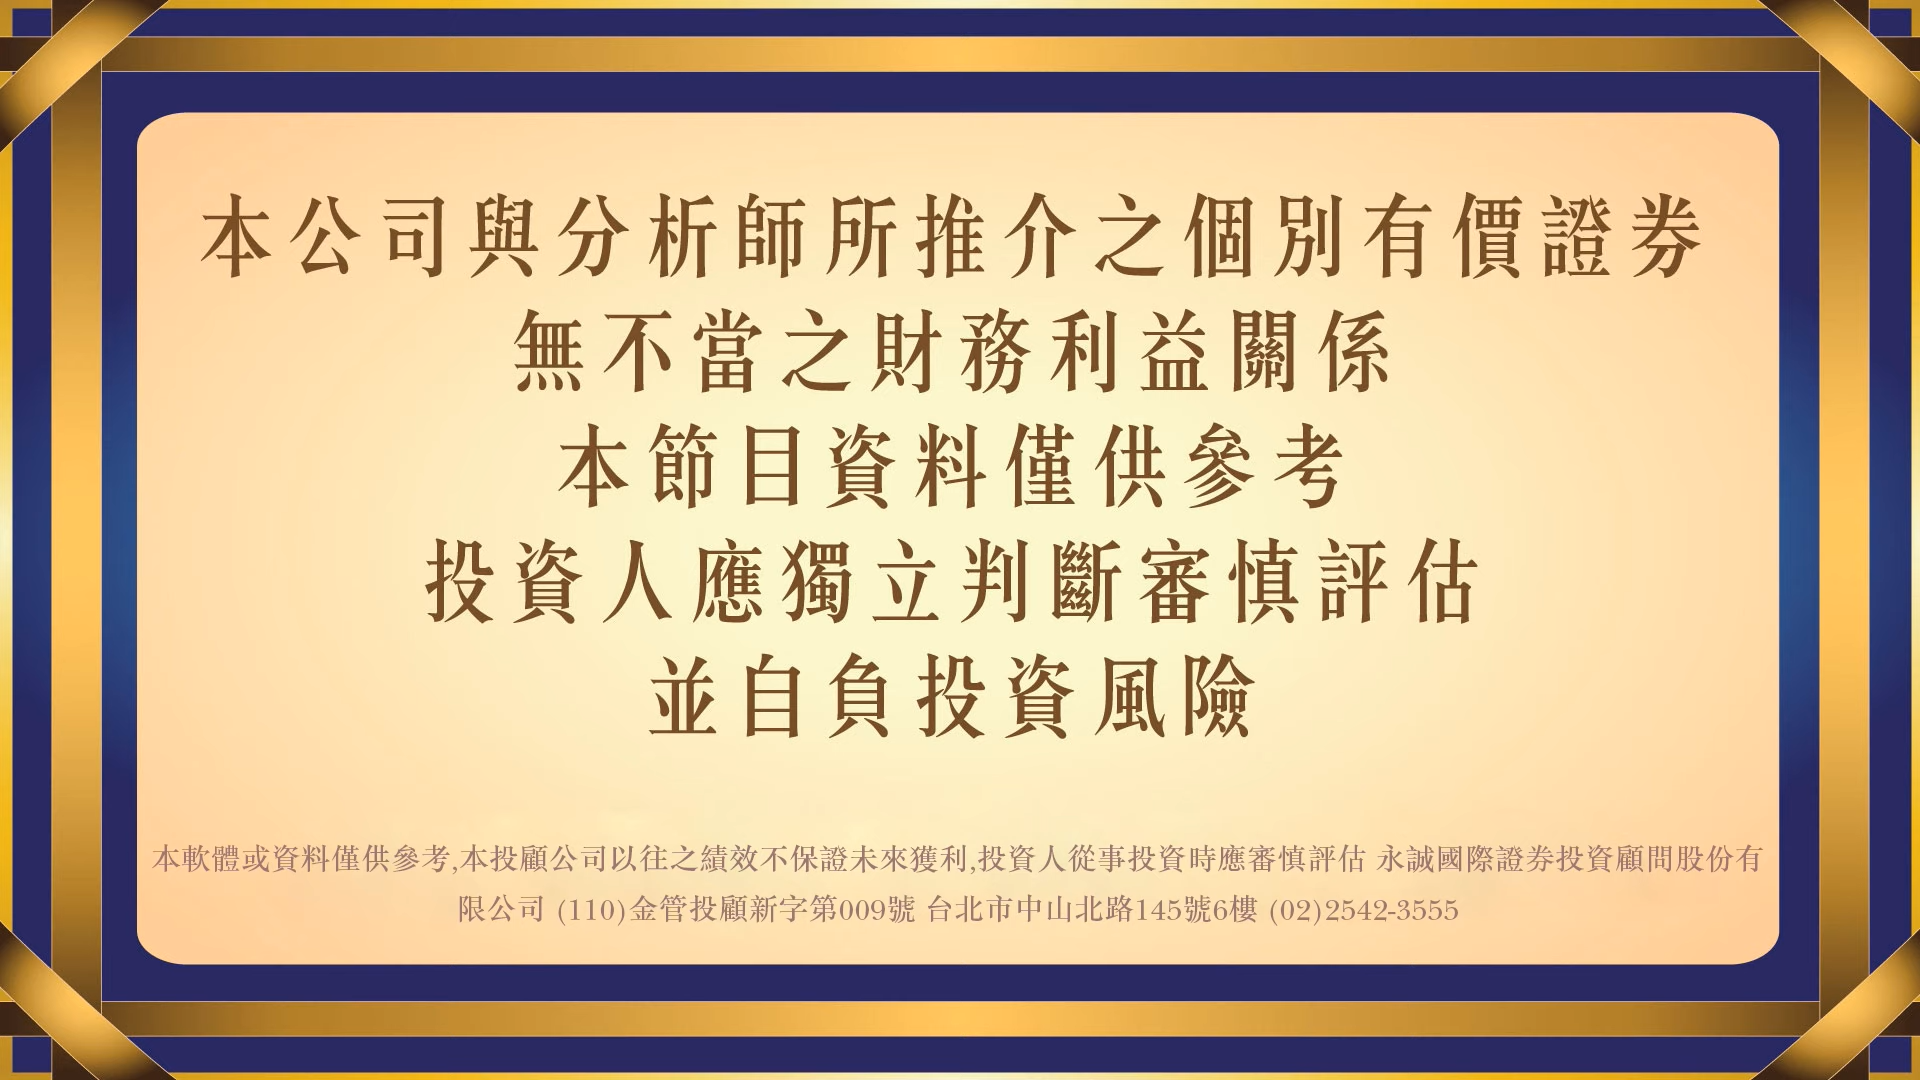 本公司與分析師所推介之個別有價證券
無不當之財務利益關係
本節目資料僅供參考
投資人應獨立判斷審慎評估
並自負投資風險
本軟體或資料僅供參考,本投顧公司以往之績效不保證未來獲利,投資人從事投資時應審慎評估 永誠國際證券投資顧問股份有
限公司 (110)金管投顧新字第009號 台北市中山北路145號6樓 (02)2542-3555